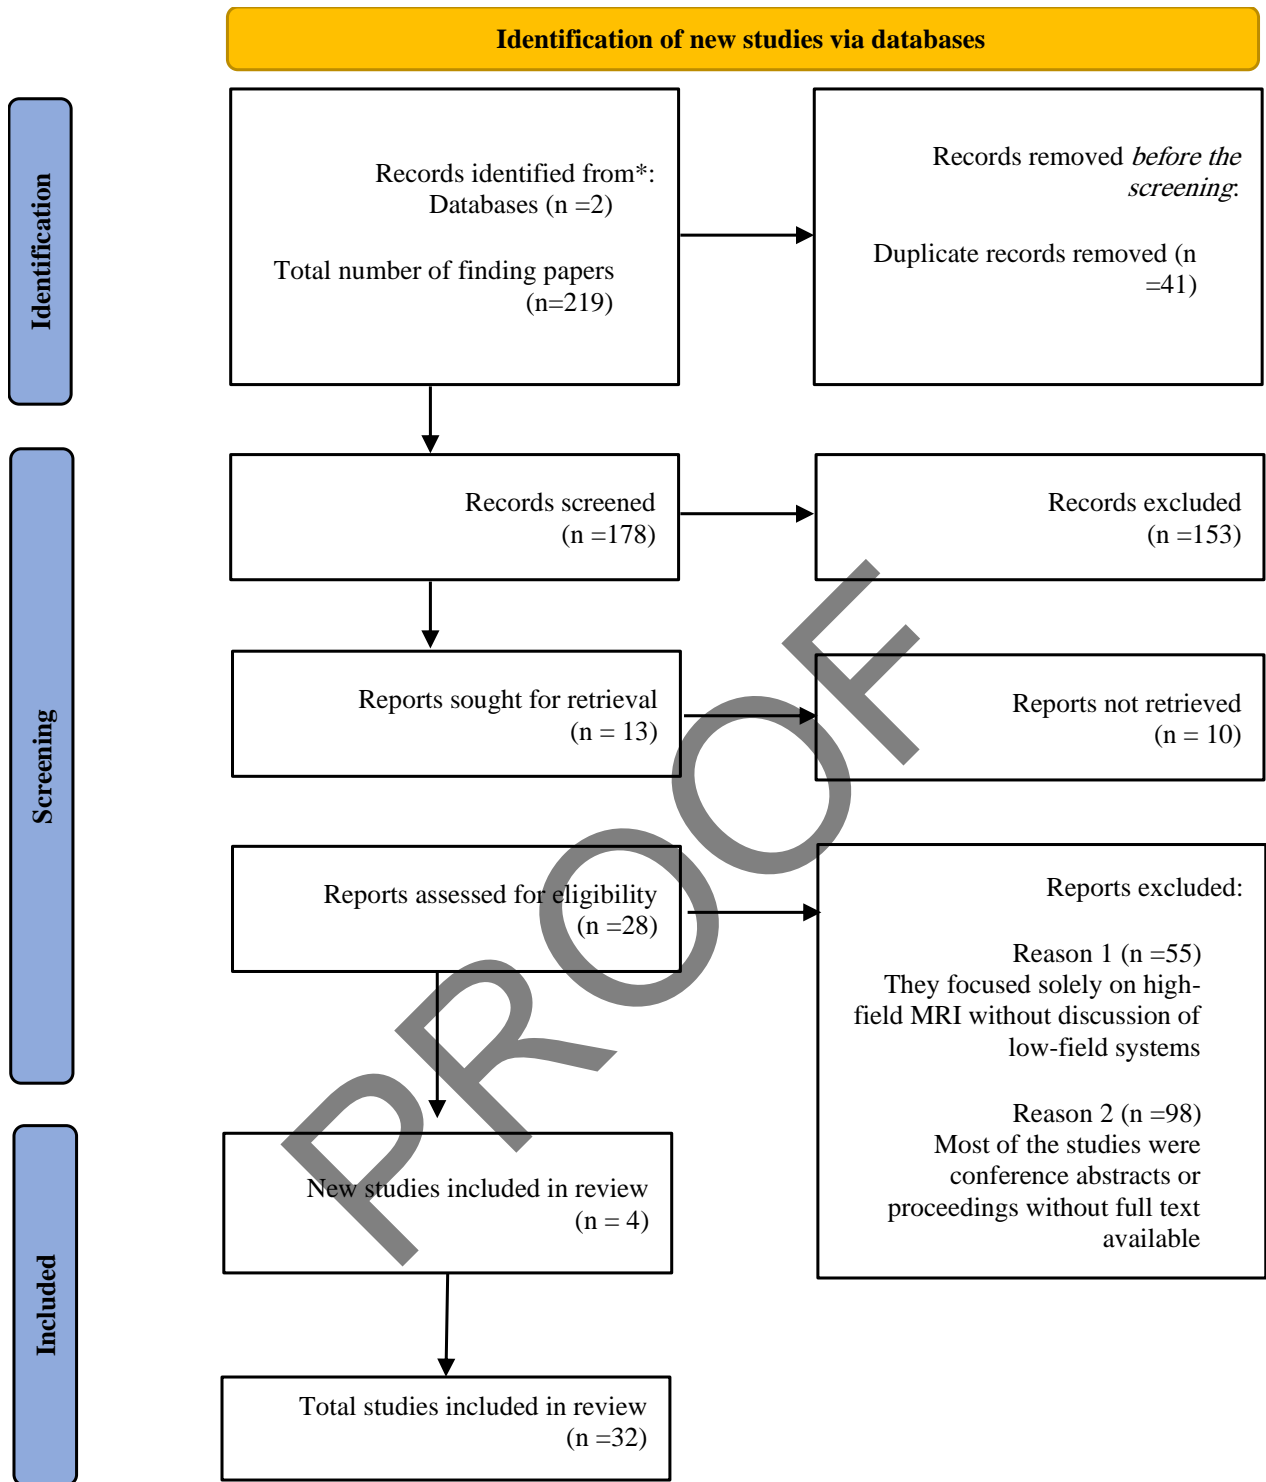 Identification of new studies via databases
Identification
Records identified from*:
Databases (n =2)
Total number of finding papers
(n=219)
Records removed before the
screening:
Duplicate records removed (n
=41)
Screening
Records screened
(n =178)
Records excluded
(n =153)
Reports sought for retrieval
(n = 13)
Reports not retrieved
(n = 10)
Reports assessed for eligibility
(n =28)
Reports excluded:
Reason 1 (n =55)
They focused solely on high-
field MRI without discussion of
low-field systems
Reason 2 (n =98)
Most of the studies were
conference abstracts or
proceedings without full text
available
Included
New studies included in review
(n = 4)
Total studies included in review
(n =32)
PROOF